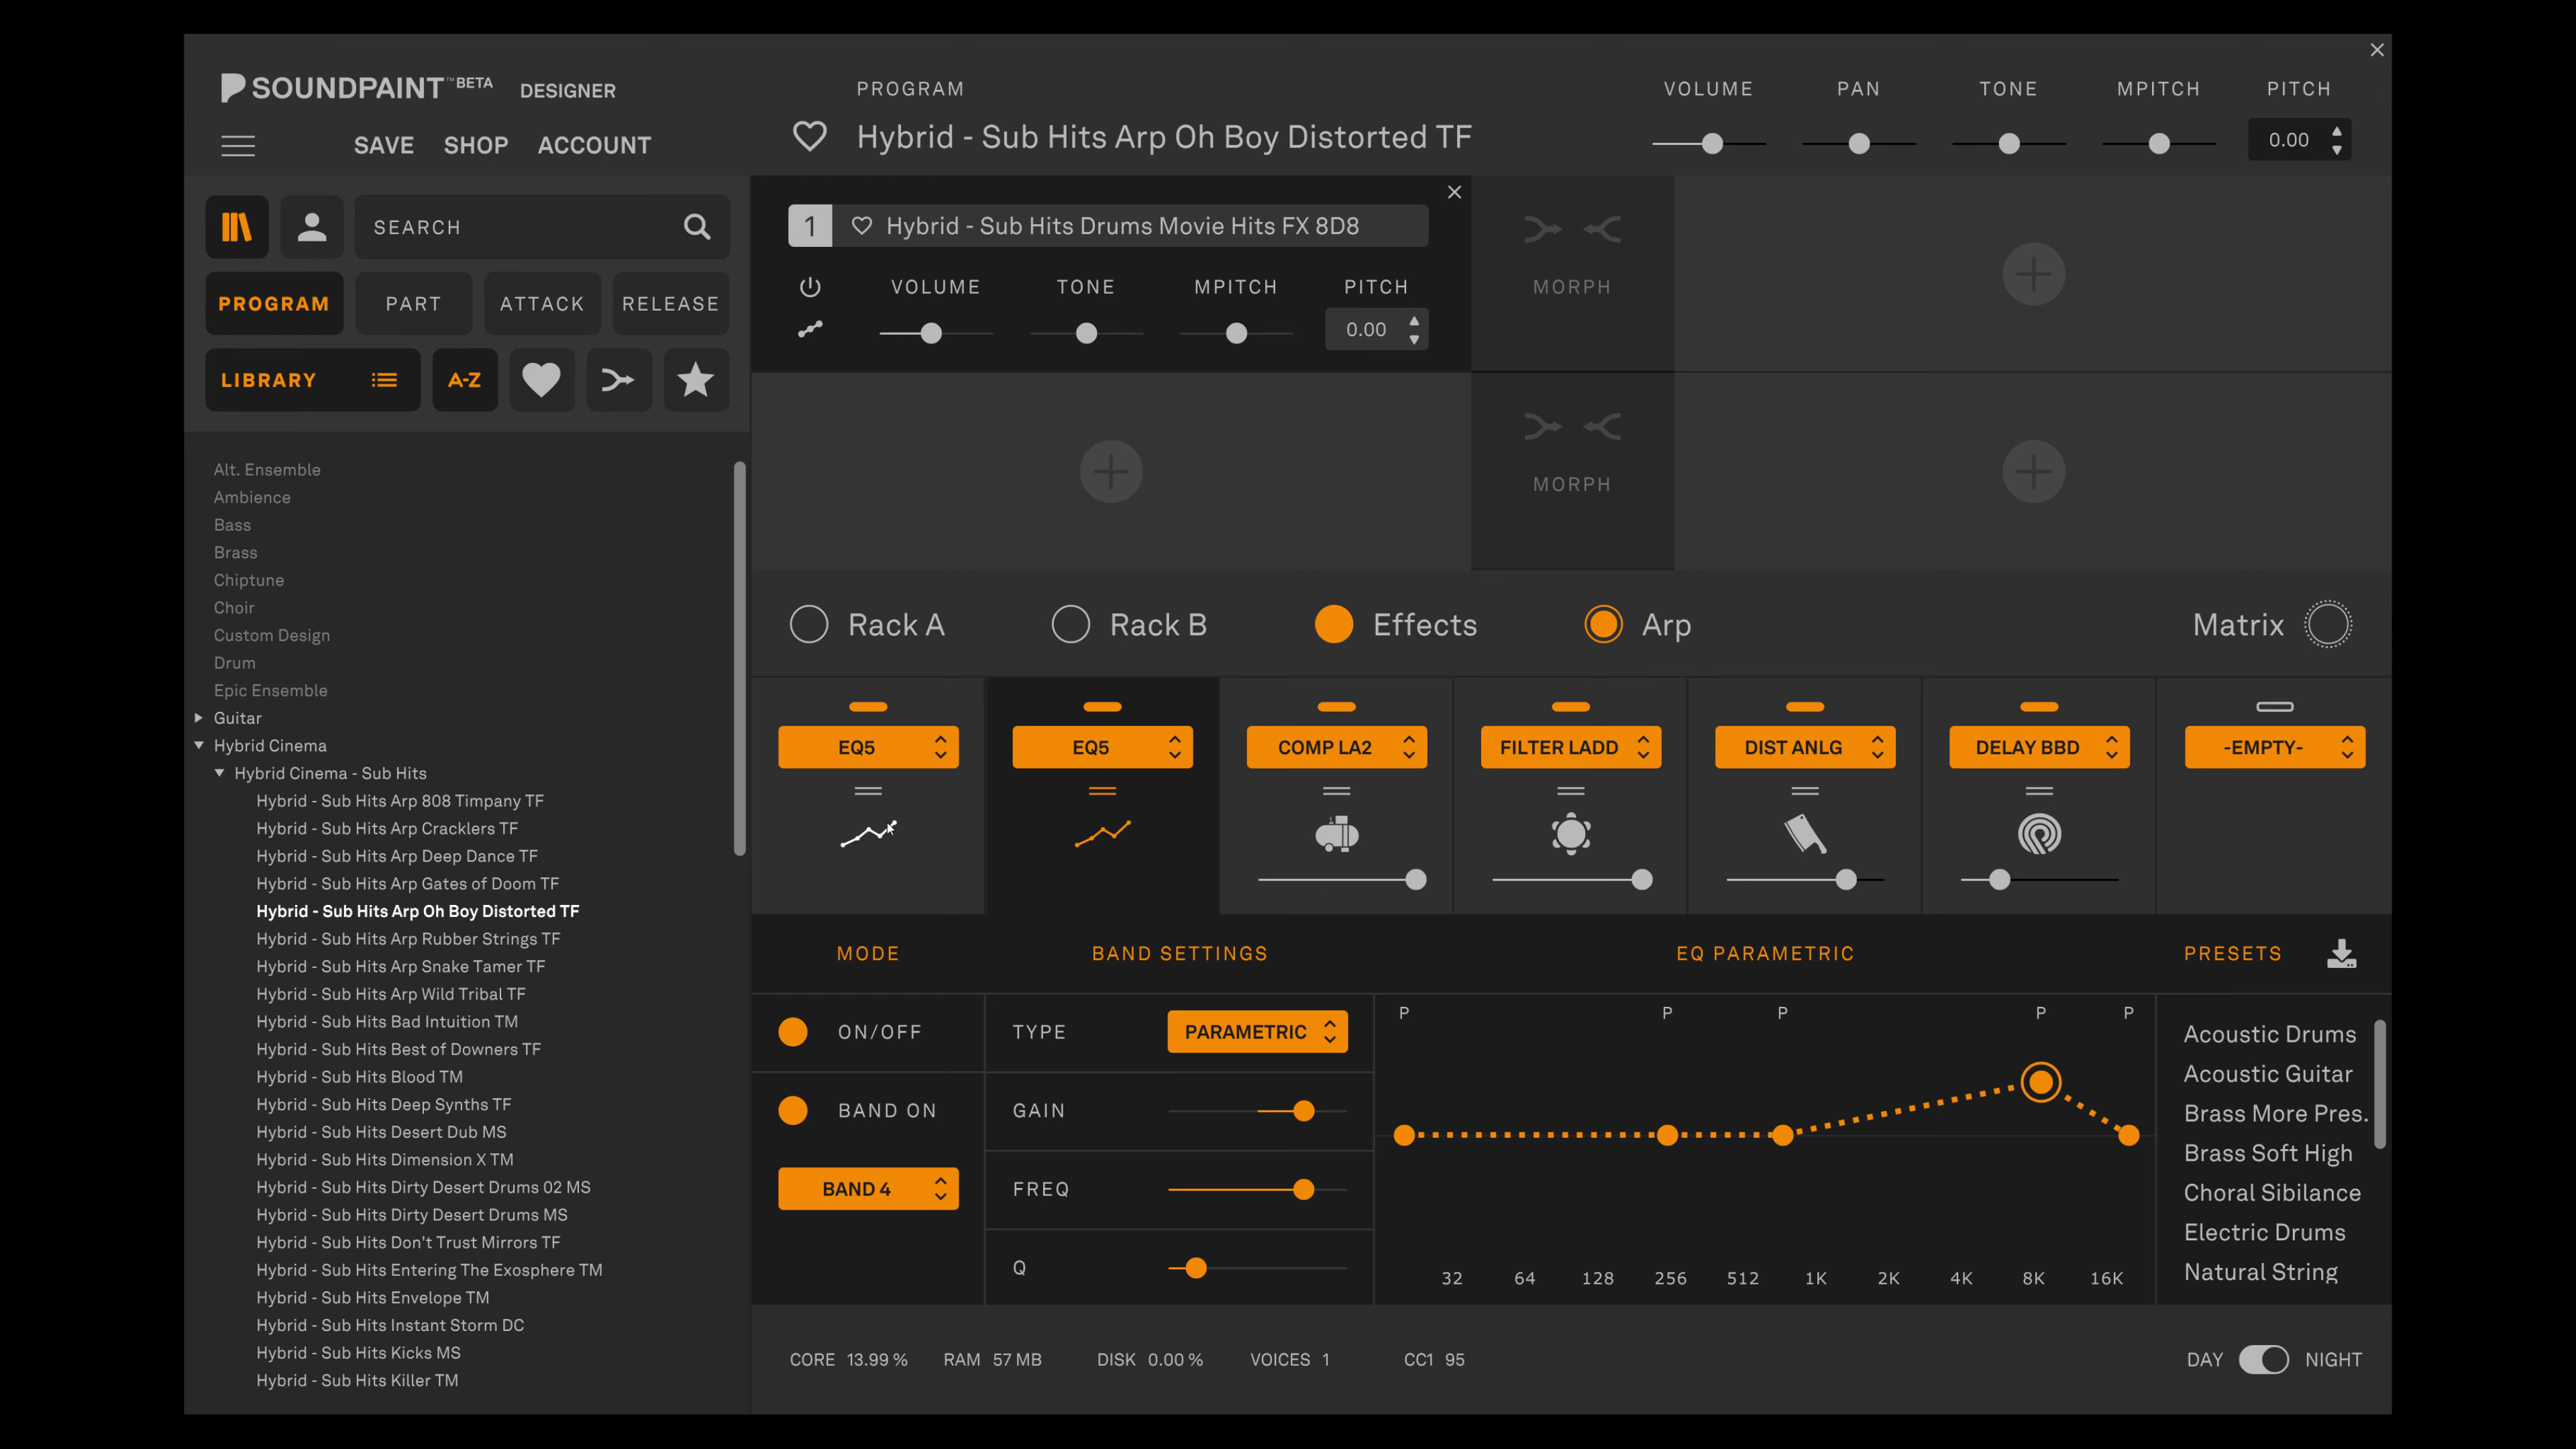 SOUNDPAINT™ BETA DESIGNER
SAVE SHOP ACCOUNT
PROGRAM
Hybrid - Sub Hits Arp Oh Boy Distorted TF
VOLUME PAN TONE MPITCH PITCH
0.00
SEARCH
PROGRAM PART ATTACK RELEASE
LIBRARY A-Z
Alt. Ensemble
Ambience
Bass
Brass
Chiptune
Choir
Custom Design
Drum
Epic Ensemble
Guitar
Hybrid Cinema
Hybrid Cinema - Sub Hits
Hybrid - Sub Hits Arp 808 Timpany TF
Hybrid - Sub Hits Arp Cracklers TF
Hybrid - Sub Hits Arp Deep Dance TF
Hybrid - Sub Hits Arp Gates of Doom TF
Hybrid - Sub Hits Arp Oh Boy Distorted TF
Hybrid - Sub Hits Arp Rubber Strings TF
Hybrid - Sub Hits Arp Snake Tamer TF
Hybrid - Sub Hits Arp Wild Tribal TF
Hybrid - Sub Hits Bad Intuition TM
Hybrid - Sub Hits Best of Downers TF
Hybrid - Sub Hits Blood TM
Hybrid - Sub Hits Deep Synths TF
Hybrid - Sub Hits Desert Dub MS
Hybrid - Sub Hits Dimension X TM
Hybrid - Sub Hits Dirty Desert Drums 02 MS
Hybrid - Sub Hits Dirty Desert Drums MS
Hybrid - Sub Hits Don't Trust Mirrors TF
Hybrid - Sub Hits Entering The Exosphere TM
Hybrid - Sub Hits Envelope TM
Hybrid - Sub Hits Instant Storm DC
Hybrid - Sub Hits Kicks MS
Hybrid - Sub Hits Killer TM
1 Hybrid - Sub Hits Drums Movie Hits FX 8D8
VOLUME TONE MPITCH PITCH
0.00
MORPH
MORPH
Rack A Rack B Effects Arp Matrix
EQ5 EQ5 COMP LA2 FILTER LADD DIST ANLG DELAY BBD -EMPTY-
MODE BAND SETTINGS EQ PARAMETRIC PRESETS
ON/OFF
BAND ON
BAND 4
TYPE PARAMETRIC
GAIN
FREQ
Q
P P P P P
32 64 128 256 512 1K 2K 4K 8K 16K
Acoustic Drums
Acoustic Guitar
Brass More Pres.
Brass Soft High
Choral Sibilance
Electric Drums
Natural String
CORE 13.99 % RAM 57 MB DISK 0.00 % VOICES 1 CC1 95
DAY NIGHT